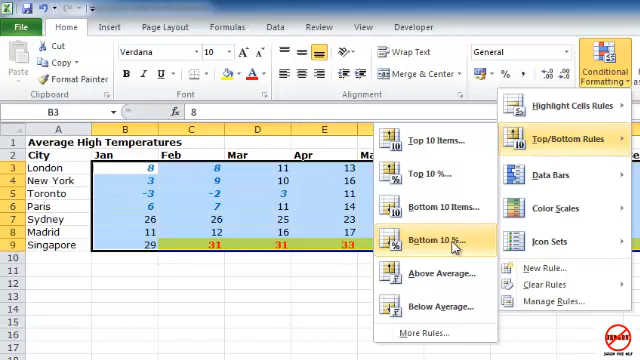 File Home Insert Page Layout Formulas Data Review View Developer
Cut
Copy
Format Painter
Paste
Clipboard
Verdana 10
B I U
Font
Wrap Text
Merge & Center
Alignment
General
% ,
Number
Conditional
Formatting
B3 fx 8
A B C D E
1 Average High Temperatures
2 City Jan Feb Mar Apr
3 London 8 8 11 13
4 New York 3 9 10 16
5 Toronto -3 -2 3 11
6 Paris 6 7 11 14
7 Sydney 26 26 25 23
8 Madrid 11 12 16 17
9 Singapore 29 31 31 33
10
11
12
13
14
15
16
Highlight Cells Rules
Top/Bottom Rules
Data Bars
Color Scales
Icon Sets
New Rule...
Clear Rules
Manage Rules...
Top 10 Items...
Top 10 %...
Bottom 10 Items...
Bottom 10 %...
Above Average...
Below Average...
More Rules...